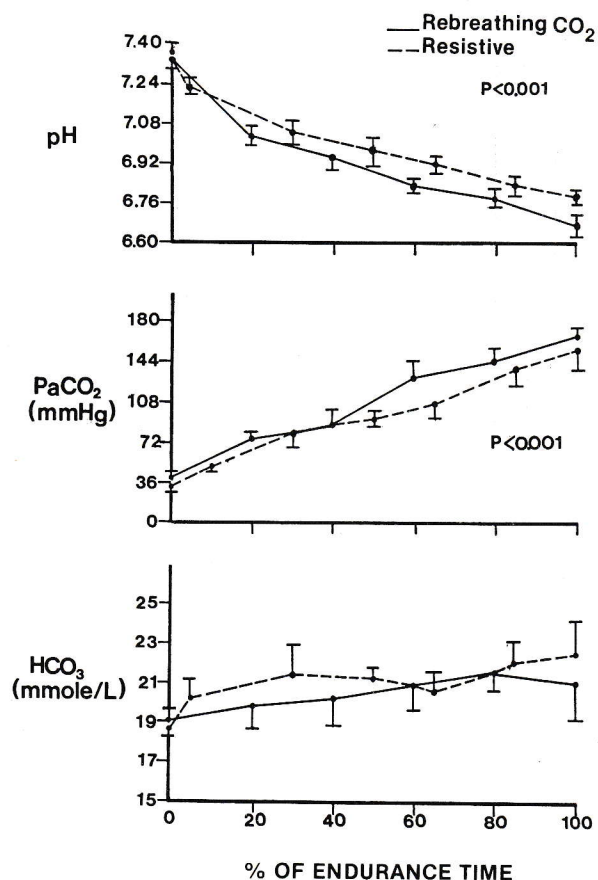 Rebreathing CO2
Resistive
7.40
7.24
7.08
6.92
6.76
6.60
pH
P<0.001
180
144
108
72
36
0
PaCO2
(mmHg)
P<0.001
25
23
21
19
17
15
HCO3
(mmole/L)
0 20 40 60 80 100
% OF ENDURANCE TIME